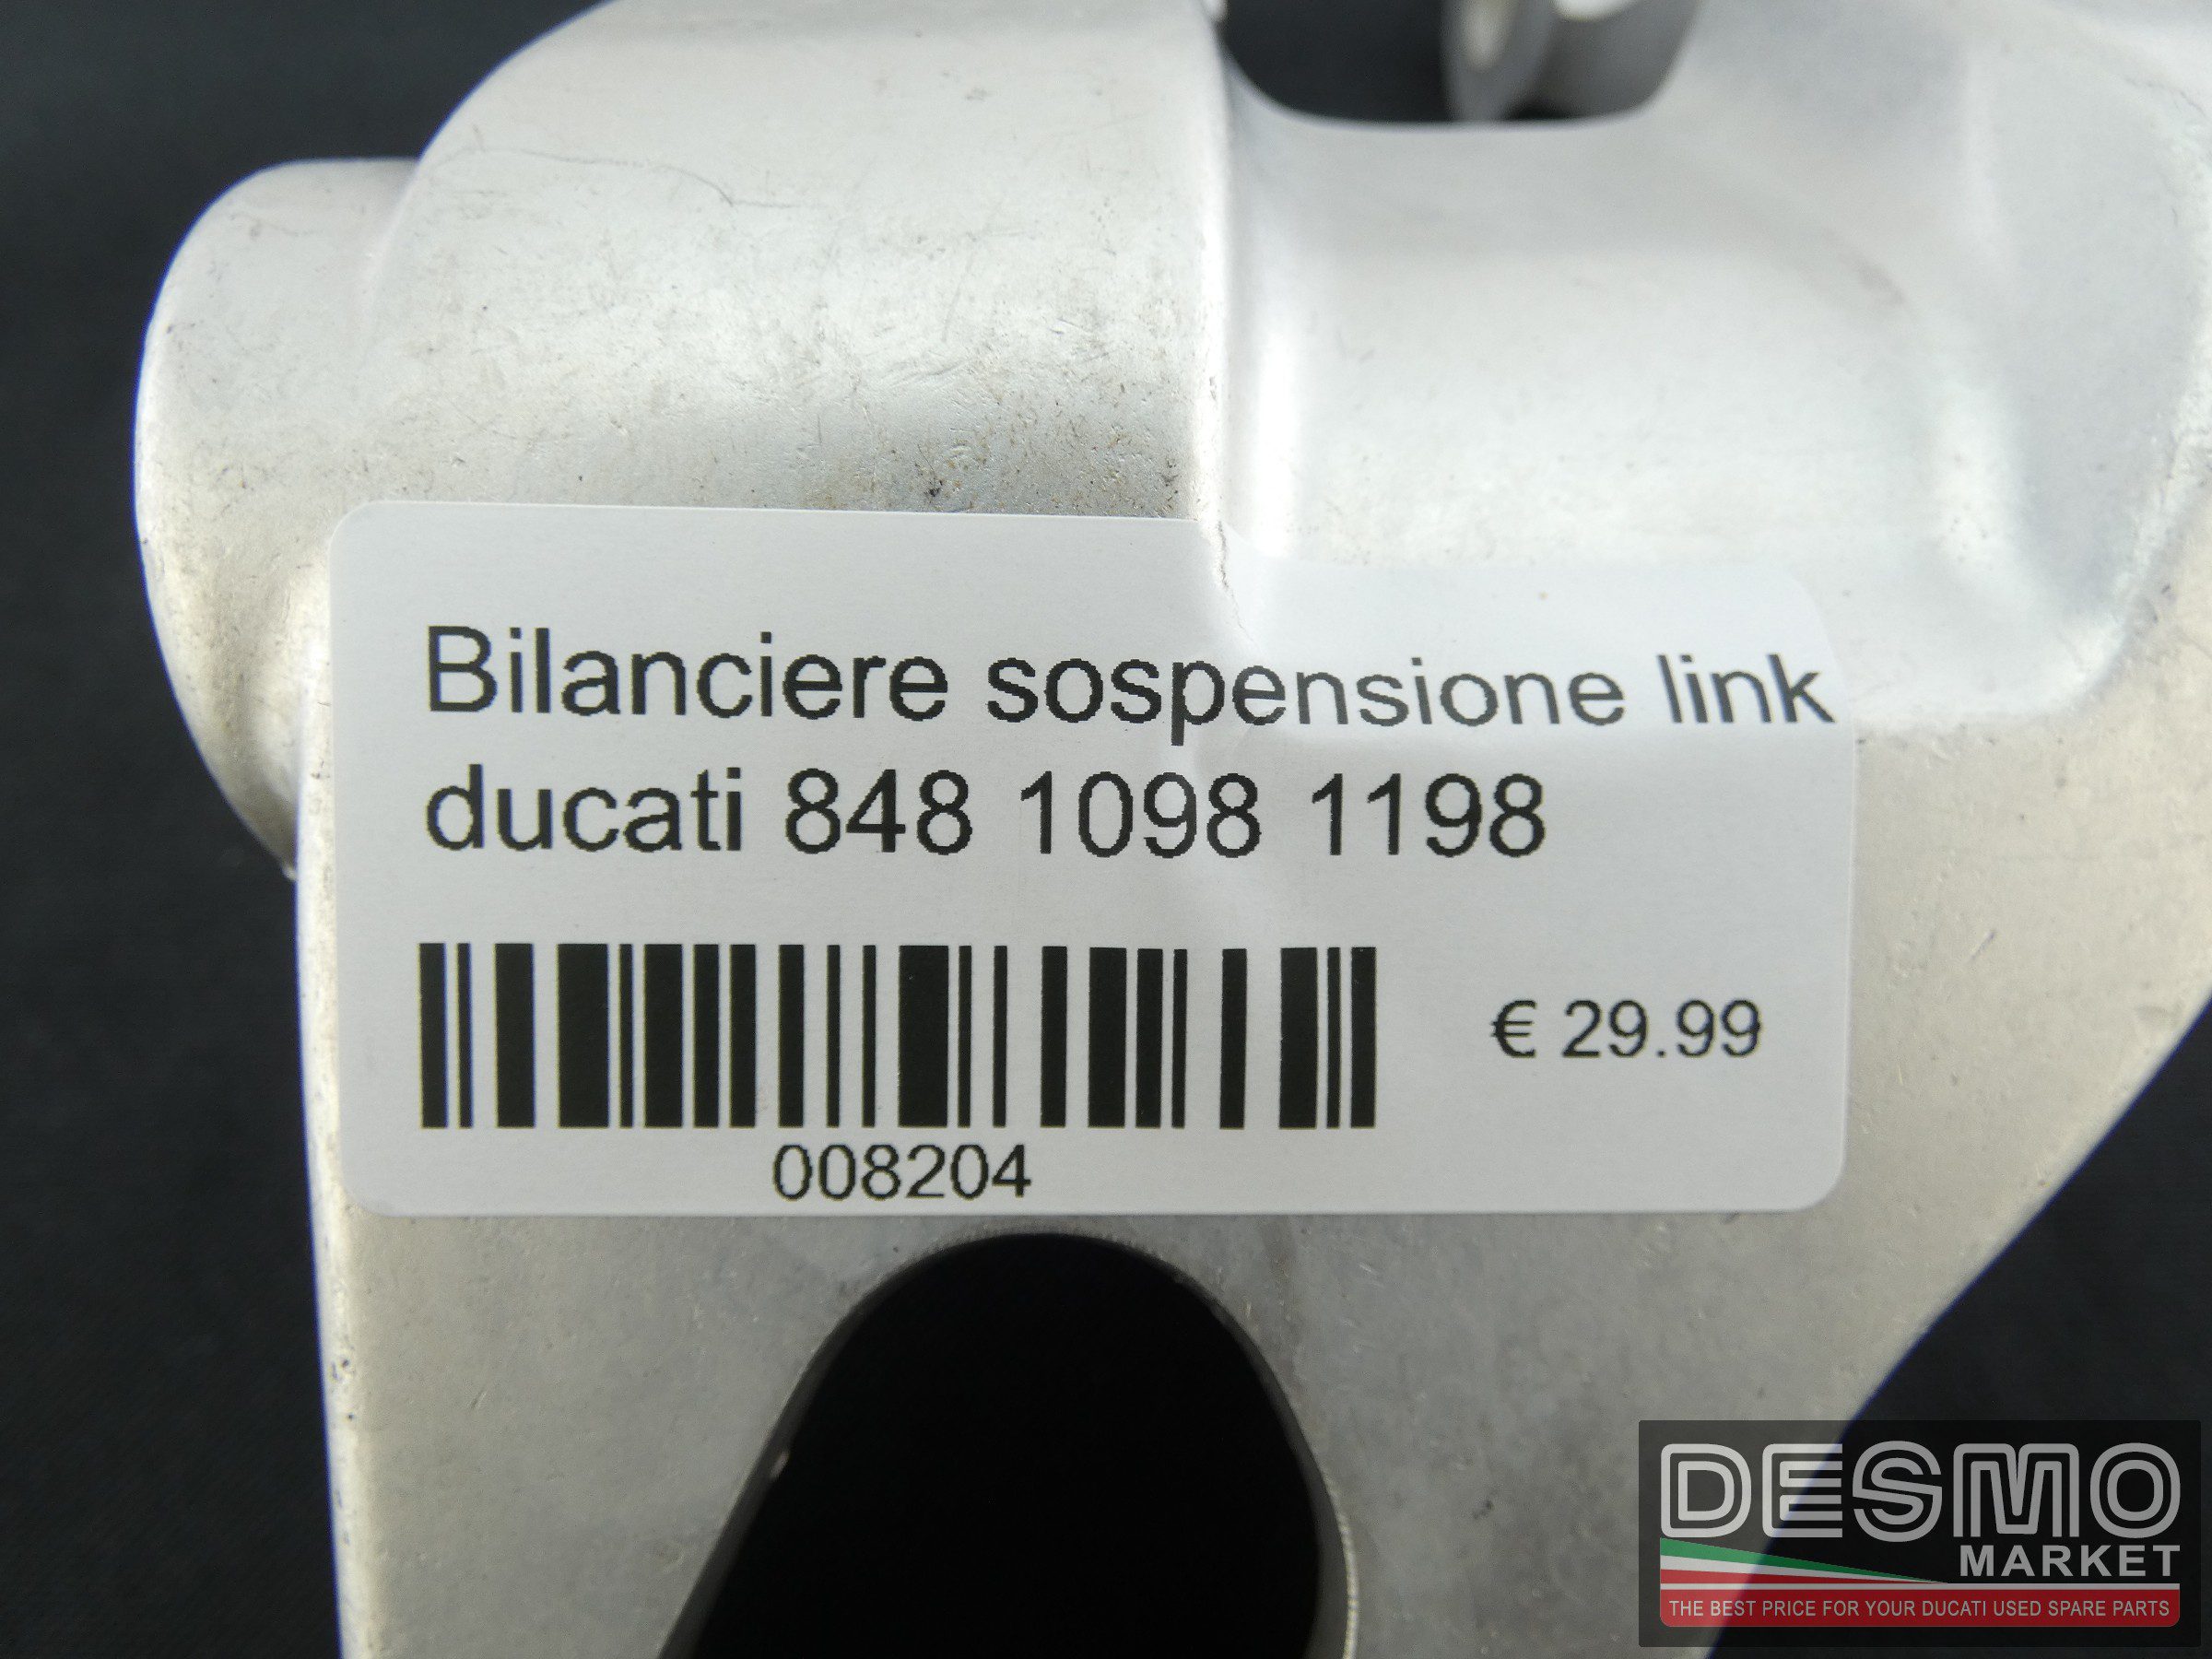 Bilanciere sospensione link
ducati 848 1098 1198
€ 29.99
008204
DESMO
MARKET
THE BEST PRICE FOR YOUR DUCATI USED SPARE PARTS